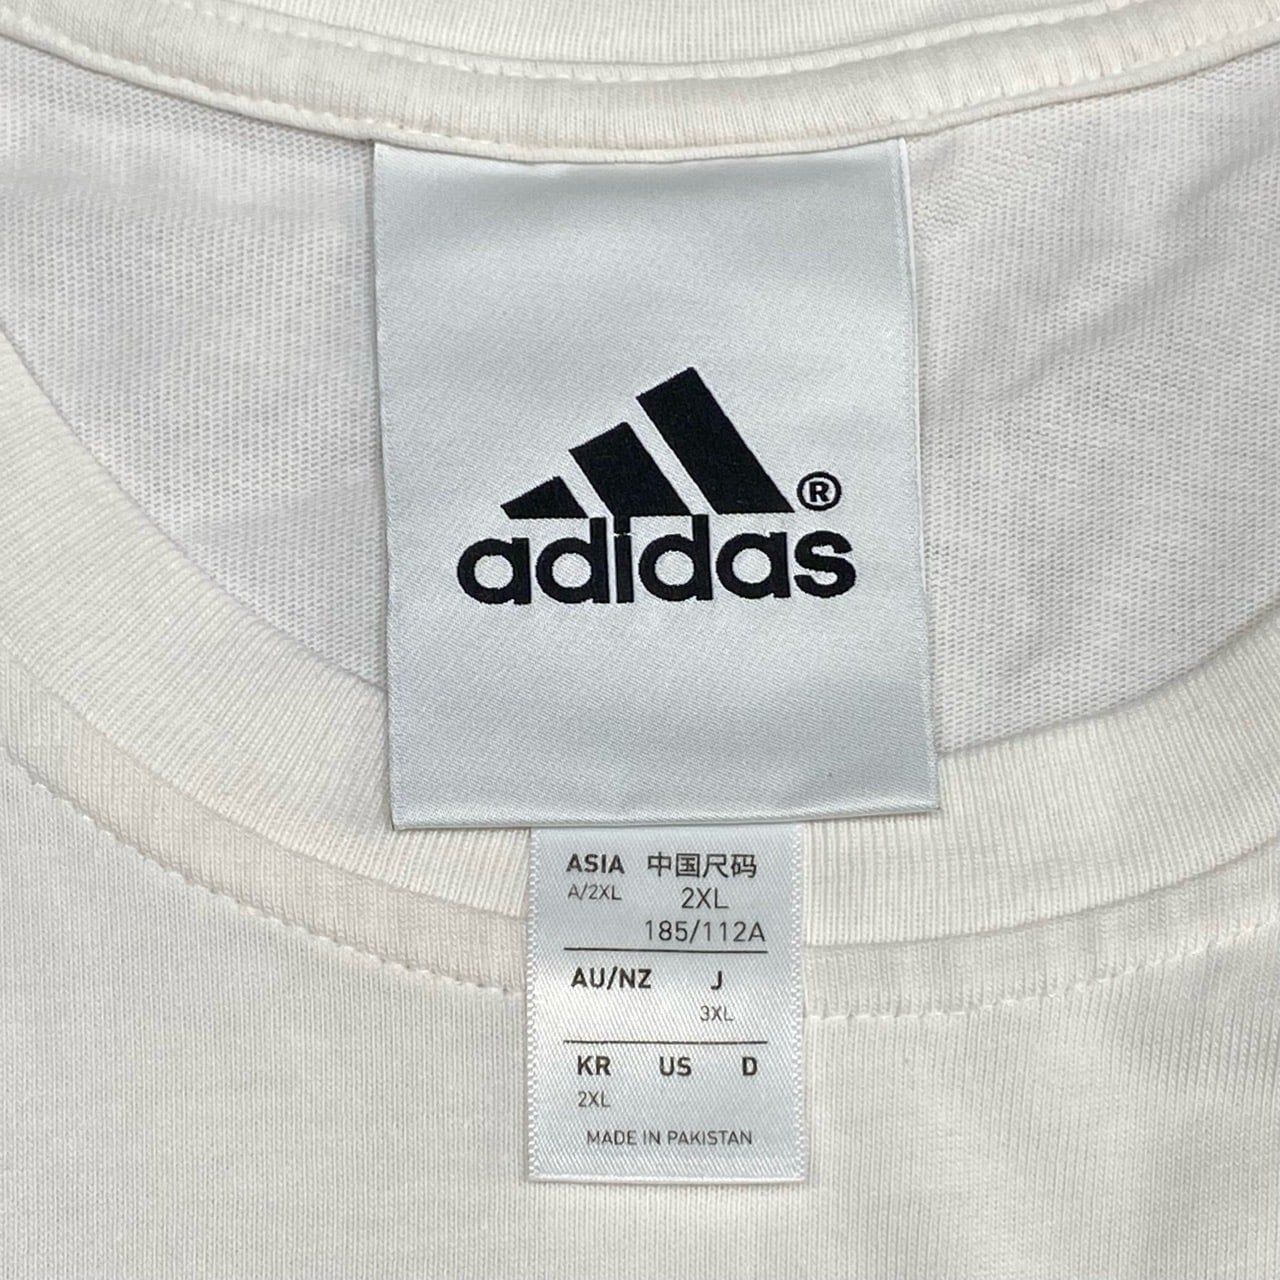 adidas®
ASIA 中国尺码
A/2XL 2XL
185/112A
AU/NZ J
3XL
KR US D
2XL
MADE IN PAKISTAN